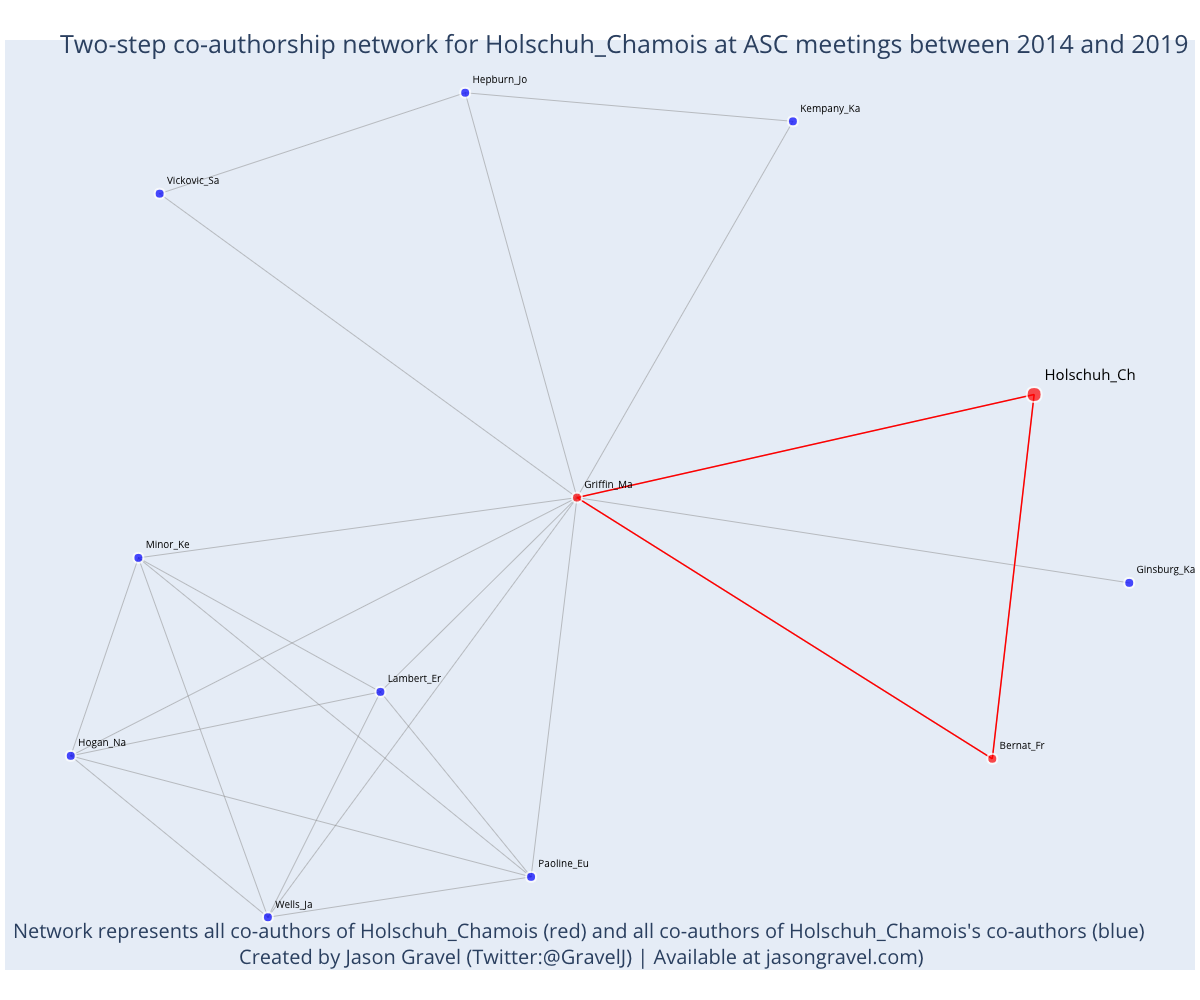 Two-step co-authorship network for Holschuh_Chamois at ASC meetings between 2014 and 2019
Hepburn_Jo
Kempany_Ka
Vickovic_Sa
Holschuh_Ch
Griffin_Ma
Minor_Ke
Ginsburg_Ka
Lambert_Er
Hogan_Na
Bernat_Fr
Paoline_Eu
Wells_Ja
Network represents all co-authors of Holschuh_Chamois (red) and all co-authors of Holschuh_Chamois's co-authors (blue)
Created by Jason Gravel (Twitter:@GravelJ) | Available at jasongravel.com)